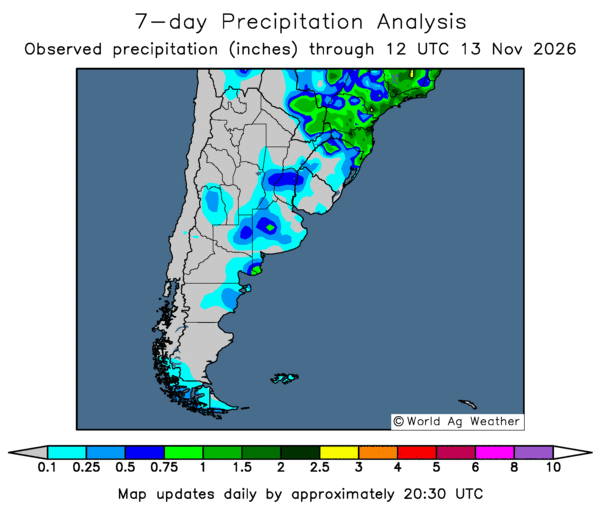 7-day Precipitation Analysis
Observed precipitation (inches) through 12 UTC 13 Nov 2026
© World Ag Weather
0.1 0.25 0.5 0.75 1 1.5 2 2.5 3 4 5 6 8 10
Map updates daily by approximately 20:30 UTC